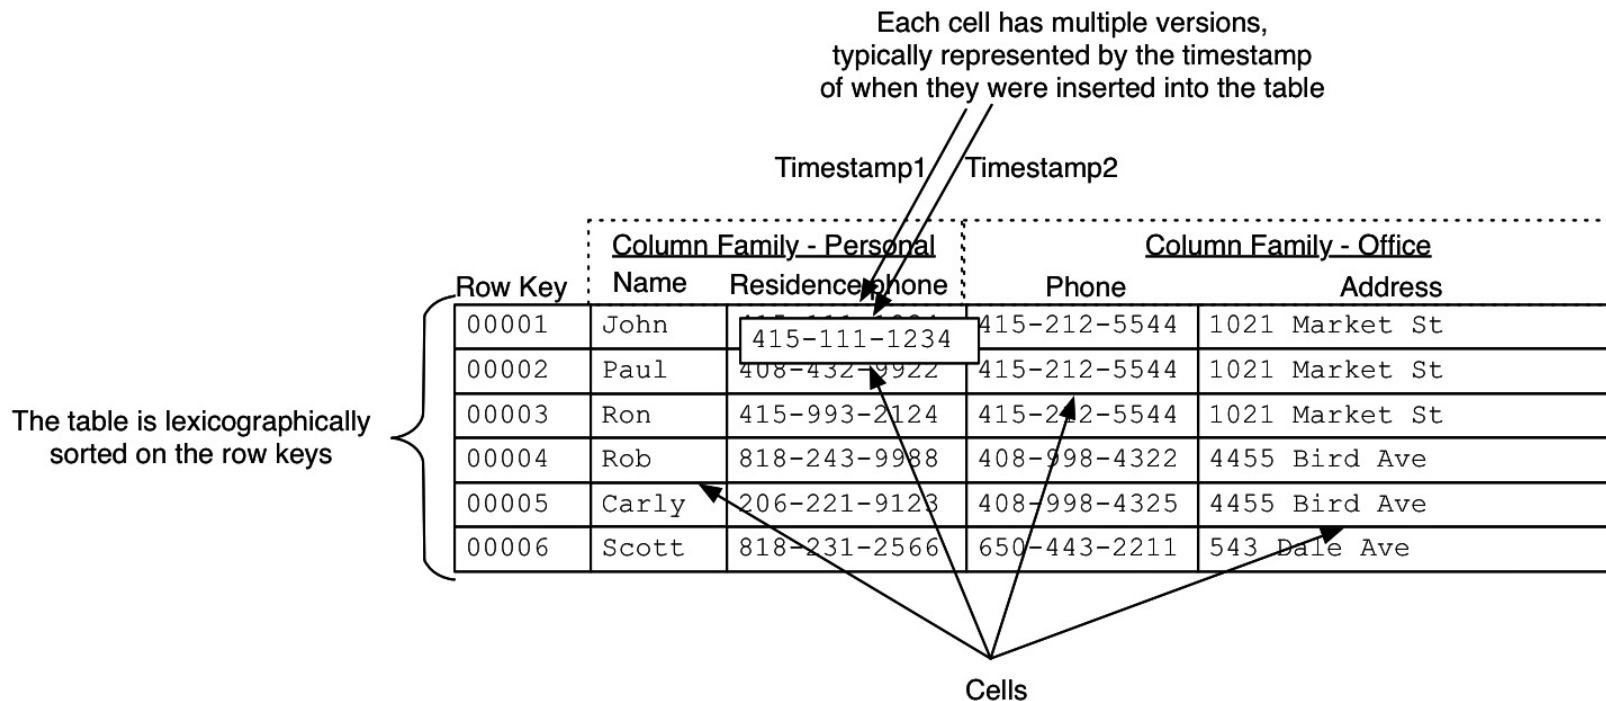 Each cell has multiple versions,
typically represented by the timestamp
of when they were inserted into the table
Timestamp1 Timestamp2
Column Family - Personal Column Family - Office
Row Key Name Residence phone Phone Address
00001 John 415-212-5544 1021 Market St
415-111-1234
00002 Paul 408-432-9922 415-212-5544 1021 Market St
00003 Ron 415-993-2124 415-212-5544 1021 Market St
The table is lexicographically
sorted on the row keys
00004 Rob 818-243-9988 408-998-4322 4455 Bird Ave
00005 Carly 206-221-9123 408-998-4325 4455 Bird Ave
00006 Scott 818-231-2566 650-443-2211 543 Dale Ave
Cells